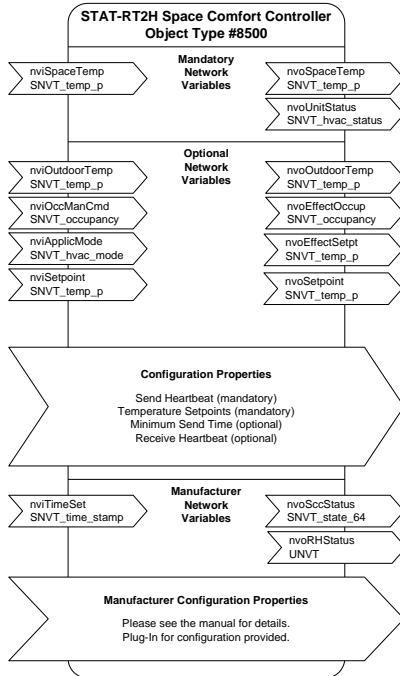 STAT-RT2H Space Comfort Controller
Object Type #8500
Mandatory
Network
Variables
nviSpaceTemp
SNVT_temp_p
nvoSpaceTemp
SNVT_temp_p
nvoUnitStatus
SNVT_hvac_status
Optional
Network
Variables
nviOutdoorTemp
SNVT_temp_p
nvoOutdoorTemp
SNVT_temp_p
nviOccManCmd
SNVT_occupancy
nvoEffectOccup
SNVT_occupancy
nviApplicMode
SNVT_hvac_mode
nvoEffectSetpt
SNVT_temp_p
nviSetpoint
SNVT_temp_p
nvoSetpoint
SNVT_temp_p
Configuration Properties
Send Heartbeat (mandatory)
Temperature Setpoints (mandatory)
Minimum Send Time (optional)
Receive Heartbeat (optional)
Manufacturer
Network
Variables
nviTimeSet
SNVT_time_stamp
nvoSccStatus
SNVT_state_64
nvoRHStatus
UNVT
Manufacturer Configuration Properties
Please see the manual for details.
Plug-In for configuration provided.